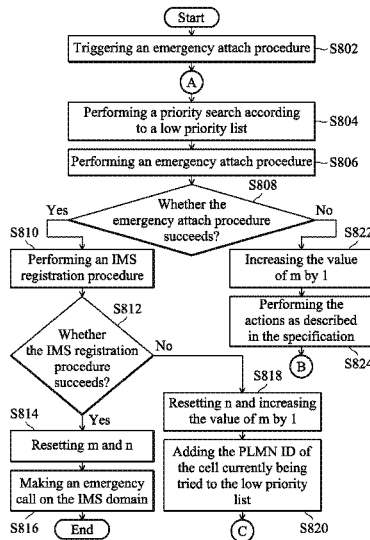 Start
Triggering an emergency attach procedure
S802
A
Performing a priority search according
to a low priority list
S804
Performing an emergency attach procedure
S806
S808
Whether the
emergency attach procedure
succeeds?
Yes
No
S810
Performing an IMS
registration procedure
S822
Increasing the value
of m by 1
Performing the
actions as described
in the specification
S824
B
S812
Whether
the IMS registration
procedure
succeeds?
No
Yes
S814
Resetting m and n
Making an emergency
call on the IMS domain
S816
End
S818
Resetting n and increasing
the value of m by 1
Adding the PLMN ID of
the cell currently being
tried to the low priority
list
S820
C